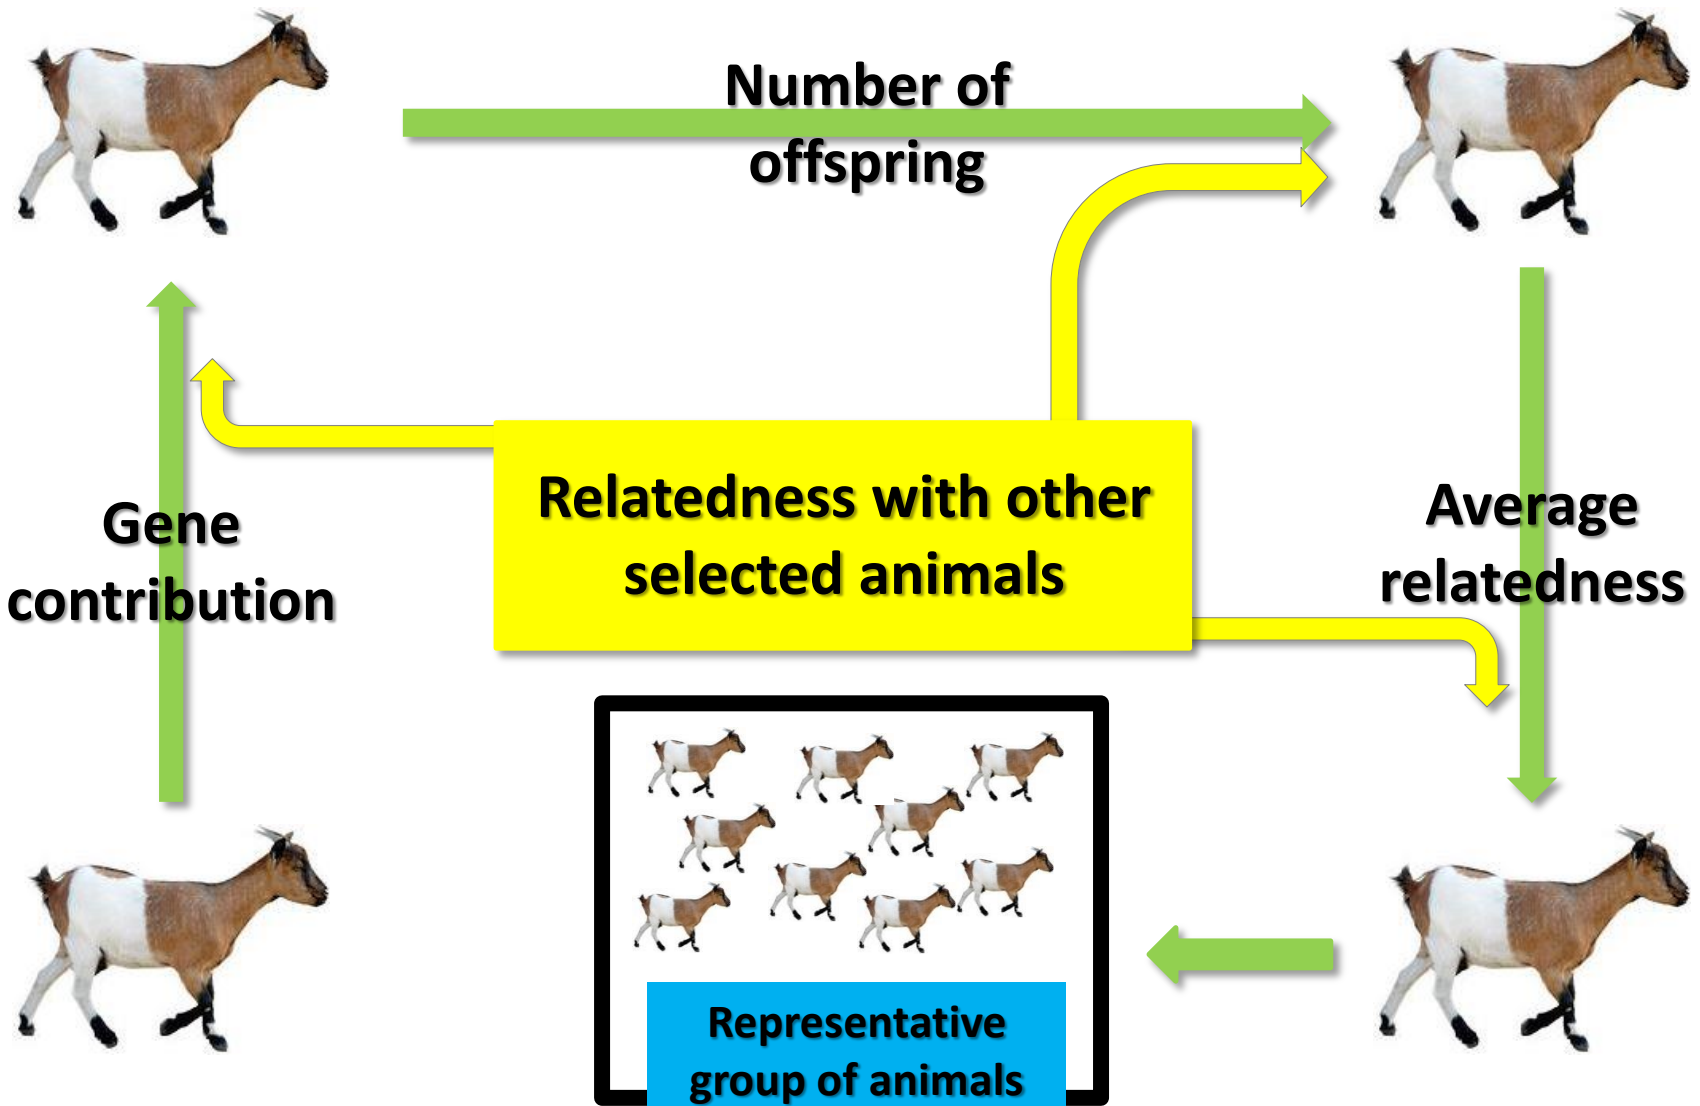 Number of
offspring
Gene
contribution
Relatedness with other
selected animals
Average
relatedness
Representative
group of animals